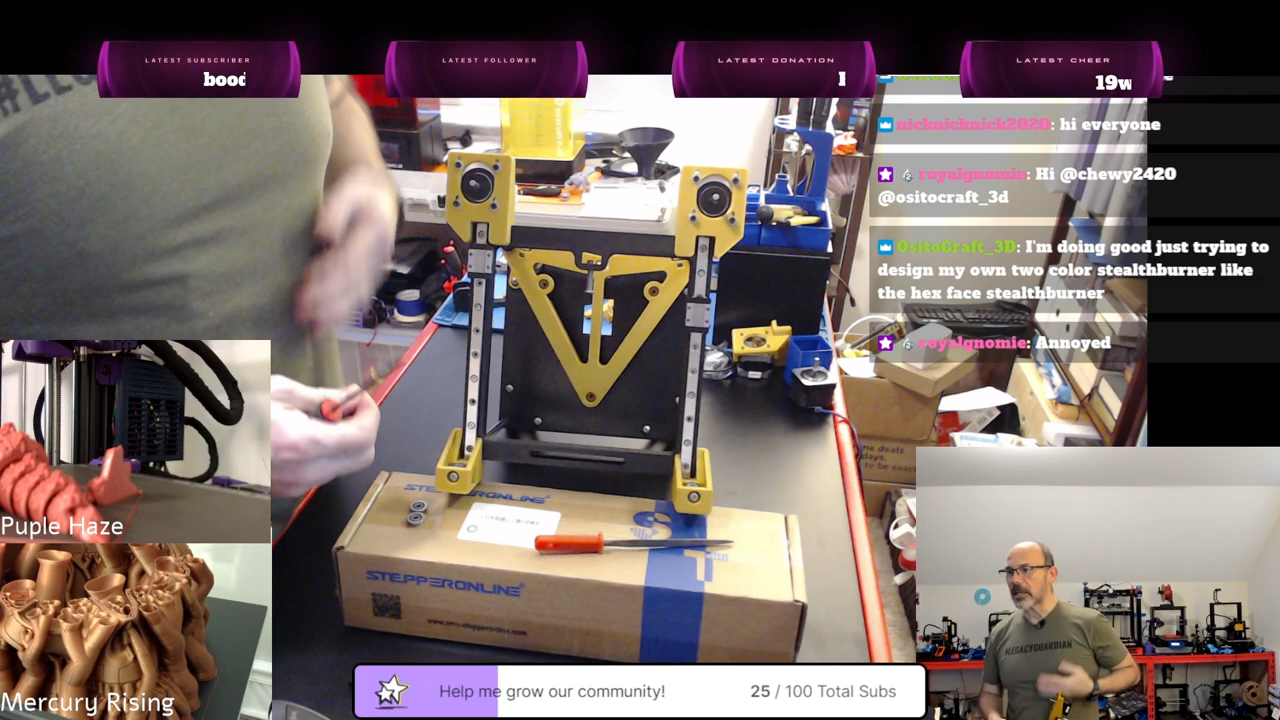 LATEST SUBSCRIBER
LATEST FOLLOWER
LATEST DONATION
LATEST CHEER
19w
nicknicknick2020: hi everyone
royalgnomie: Hi @chewy2420
@ositocraft_3d
OsitoCraft_3D: I'm doing good just trying to
design my own two color stealthburner like
the hex face stealthburner
royalgnomie: Annoyed
STEPPERONLINE
STEPPERONLINE
Puple Haze
Mercury Rising
#LEGACYGUARDIAN
Help me grow our community!
25 / 100 Total Subs